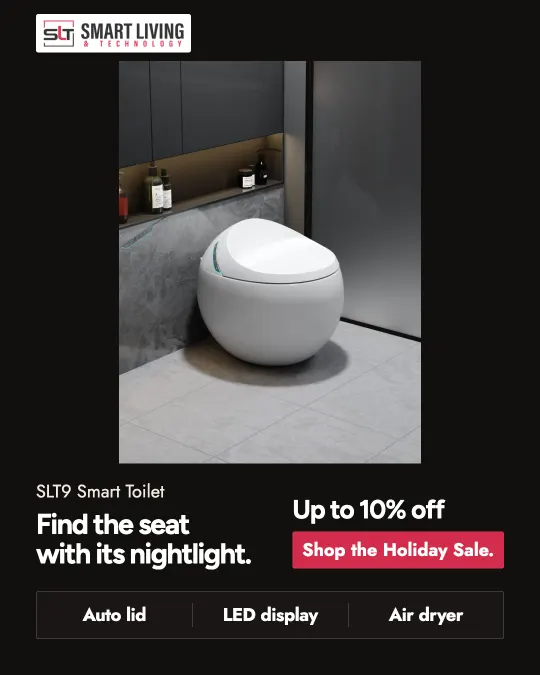 SLT SMART LIVING
& TECHNOLOGY
SLT9 Smart Toilet
Find the seat
with its nightlight.
Up to 10% off
Shop the Holiday Sale.
Auto lid
LED display
Air dryer